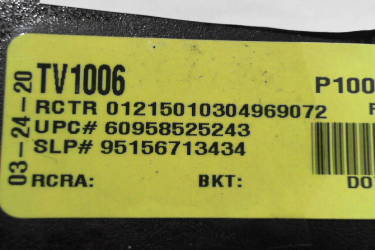 03-24-20
TV1006 P100
RCTR 01215010304969072
UPC# 60958525243
SLP# 95156713434
RCRA: BKT: DO